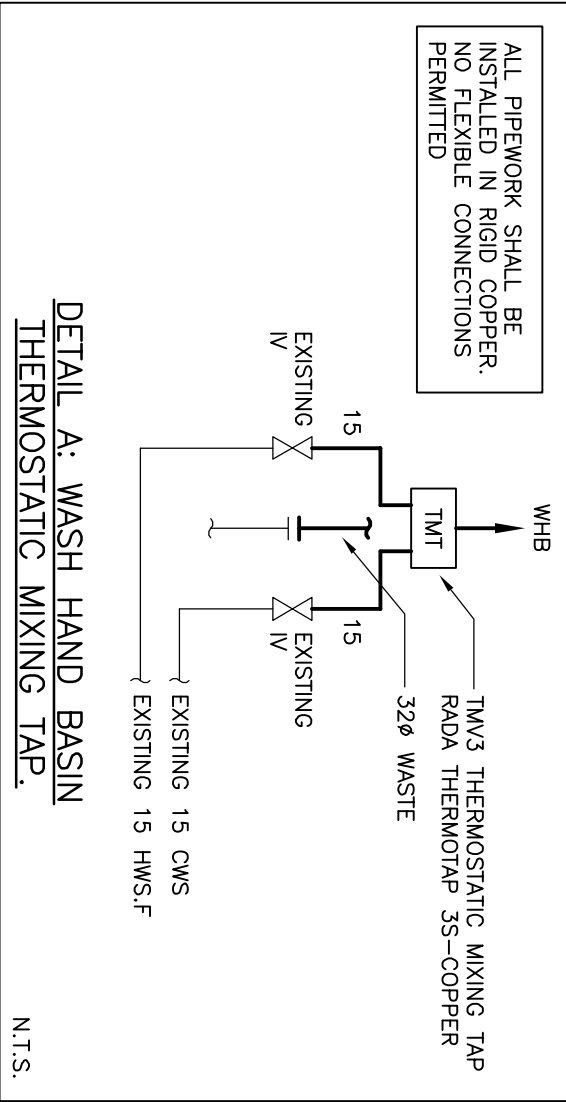 ALL PIPEWORK SHALL BE
INSTALLED IN RIGID COPPER.
NO FLEXIBLE CONNECTIONS
PERMITTED
WHB
TMT
TMV3 THERMOSTATIC MIXING TAP
RADA THERMOTAP 3S-COPPER
15
15
32ø WASTE
EXISTING
IV
EXISTING
IV
EXISTING 15 CWS
EXISTING 15 HWS.F
DETAIL A: WASH HAND BASIN
THERMOSTATIC MIXING TAP.
N.T.S.